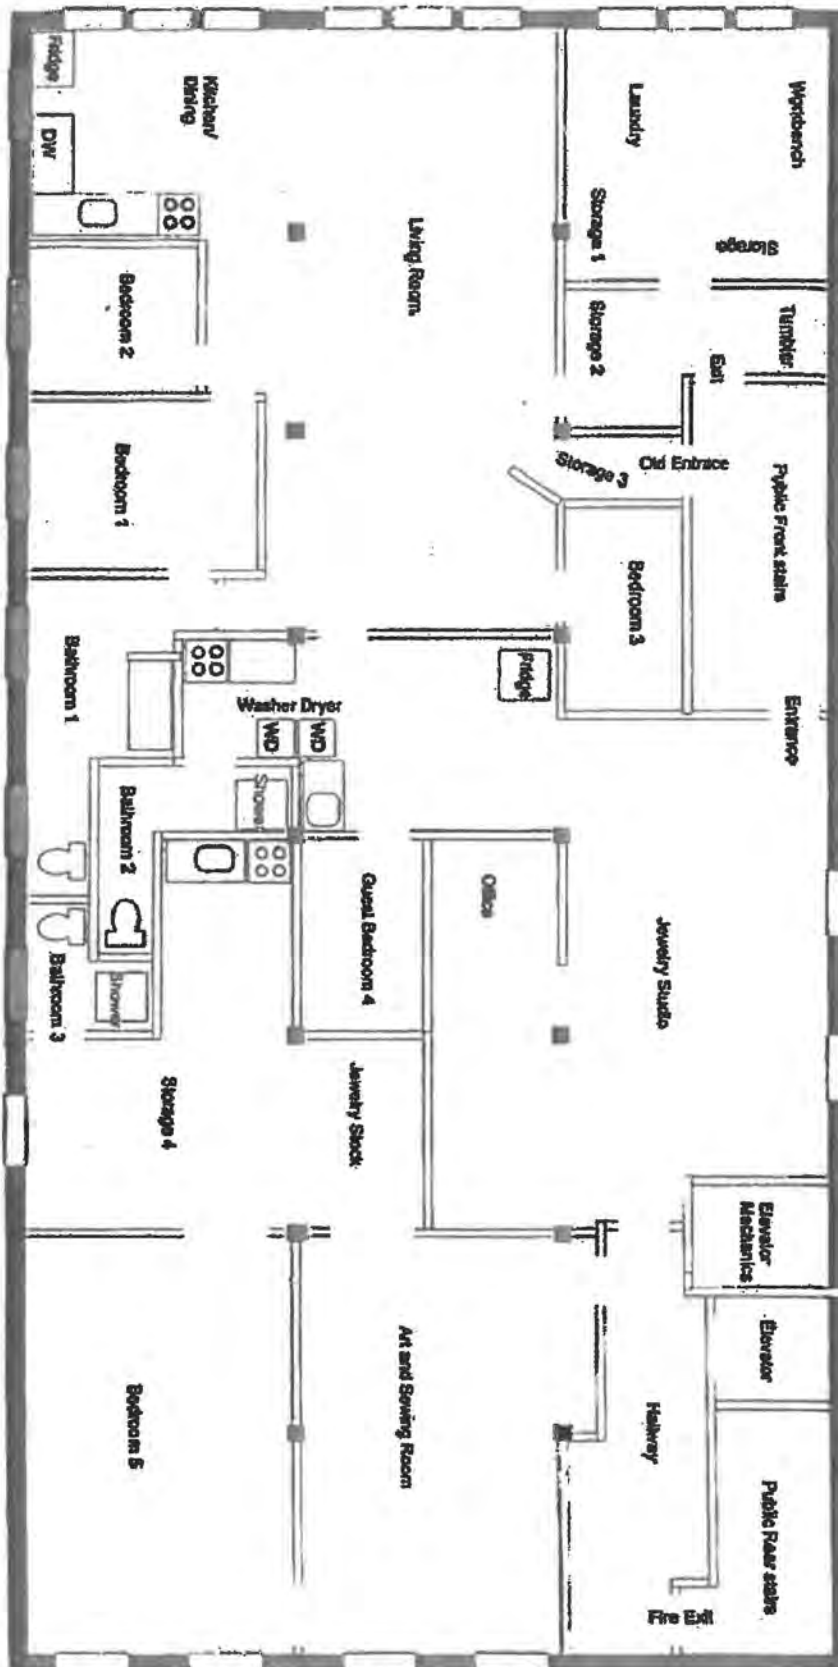 Fridge
DW
Kitchen/
Dining
Living Room
Laundry
Workbench
Storage 1
Storage
Bedroom 2
Storage 2
Tumbler
Exit
Bedroom 1
Storage 3
Old Entrace
Public Front stairs
Bedroom 3
Bathroom 1
Fridge
Washer Dryer
WD
WD
Entrance
Shower
Bathroom 2
Guest Bedroom 4
Office
Jewelry Studio
Bathroom 3
Shower
Storage 4
Jewelry Stock
Elevator
Mechanics
Elevator
Bedroom 5
Art and Sewing Room
Hallway
Public Rear stairs
Fire Exit